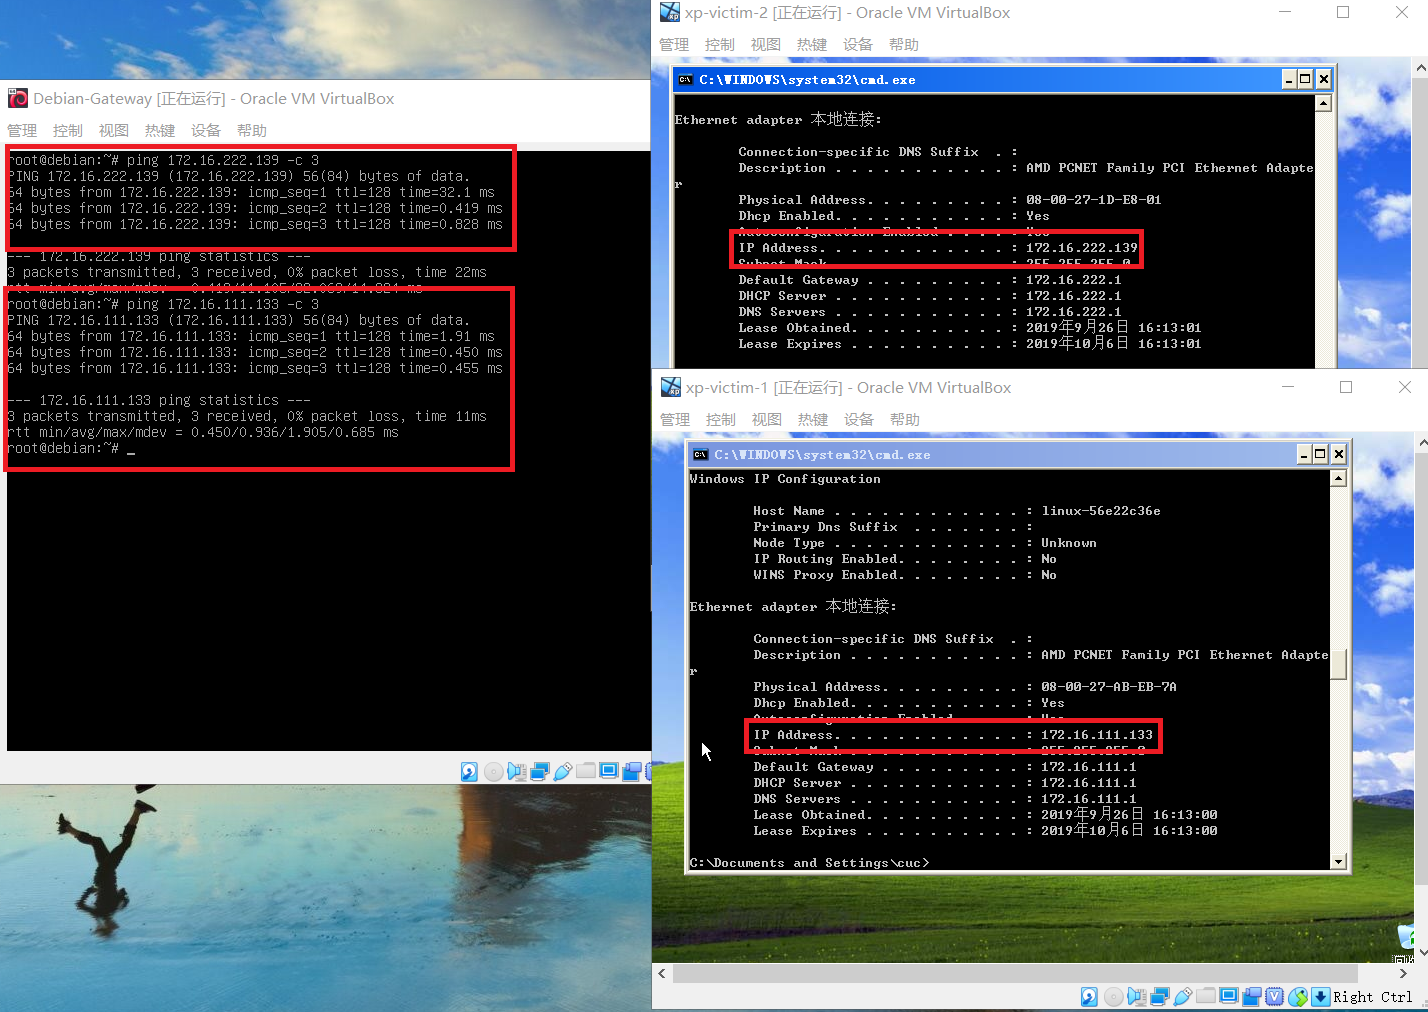 Debian-Gateway [正在运行] - Oracle VM VirtualBox
管理 控制 视图 热键 设备 帮助
root@debian:~# ping 172.16.222.139 -c 3
PING 172.16.222.139 (172.16.222.139) 56(84) bytes of data.
64 bytes from 172.16.222.139: icmp_seq=1 ttl=128 time=32.1 ms
64 bytes from 172.16.222.139: icmp_seq=2 ttl=128 time=0.419 ms
64 bytes from 172.16.222.139: icmp_seq=3 ttl=128 time=0.828 ms
--- 172.16.222.139 ping statistics ---
3 packets transmitted, 3 received, 0% packet loss, time 22ms
rtt min/avg/max/mdev = 0.419/11.105/32.068/14.824 ms
root@debian:~# ping 172.16.111.133 -c 3
PING 172.16.111.133 (172.16.111.133) 56(84) bytes of data.
64 bytes from 172.16.111.133: icmp_seq=1 ttl=128 time=1.91 ms
64 bytes from 172.16.111.133: icmp_seq=2 ttl=128 time=0.450 ms
64 bytes from 172.16.111.133: icmp_seq=3 ttl=128 time=0.455 ms
--- 172.16.111.133 ping statistics ---
3 packets transmitted, 3 received, 0% packet loss, time 11ms
rtt min/avg/max/mdev = 0.450/0.936/1.905/0.685 ms
root@debian:~# _
xp-victim-2 [正在运行] - Oracle VM VirtualBox
管理 控制 视图 热键 设备 帮助
C:\WINDOWS\system32\cmd.exe
Ethernet adapter 本地连接:
Connection-specific DNS Suffix . :
Description . . . . . . . . . . . : AMD PCNET Family PCI Ethernet Adapte
r
Physical Address. . . . . . . . . : 08-00-27-1D-E8-01
Dhcp Enabled. . . . . . . . . . . : Yes
Autoconfiguration Enabled . . . . : Yes
IP Address. . . . . . . . . . . . : 172.16.222.139
Subnet Mask . . . . . . . . . . . : 255.255.255.0
Default Gateway . . . . . . . . . : 172.16.222.1
DHCP Server . . . . . . . . . . . : 172.16.222.1
DNS Servers . . . . . . . . . . . : 172.16.222.1
Lease Obtained. . . . . . . . . . : 2019年9月26日 16:13:01
Lease Expires . . . . . . . . . . : 2019年10月6日 16:13:01
xp-victim-1 [正在运行] - Oracle VM VirtualBox
管理 控制 视图 热键 设备 帮助
C:\WINDOWS\system32\cmd.exe
Windows IP Configuration
Host Name . . . . . . . . . . . . : linux-56e22c36e
Primary Dns Suffix . . . . . . . :
Node Type . . . . . . . . . . . . : Unknown
IP Routing Enabled. . . . . . . . : No
WINS Proxy Enabled. . . . . . . . : No
Ethernet adapter 本地连接:
Connection-specific DNS Suffix . :
Description . . . . . . . . . . . : AMD PCNET Family PCI Ethernet Adapte
r
Physical Address. . . . . . . . . : 08-00-27-AB-EB-7A
Dhcp Enabled. . . . . . . . . . . : Yes
Autoconfiguration Enabled . . . . : Yes
IP Address. . . . . . . . . . . . : 172.16.111.133
Subnet Mask . . . . . . . . . . . : 255.255.255.0
Default Gateway . . . . . . . . . : 172.16.111.1
DHCP Server . . . . . . . . . . . : 172.16.111.1
DNS Servers . . . . . . . . . . . : 172.16.111.1
Lease Obtained. . . . . . . . . . : 2019年9月26日 16:13:00
Lease Expires . . . . . . . . . . : 2019年10月6日 16:13:00
C:\Documents and Settings\cuc>
Right Ctrl